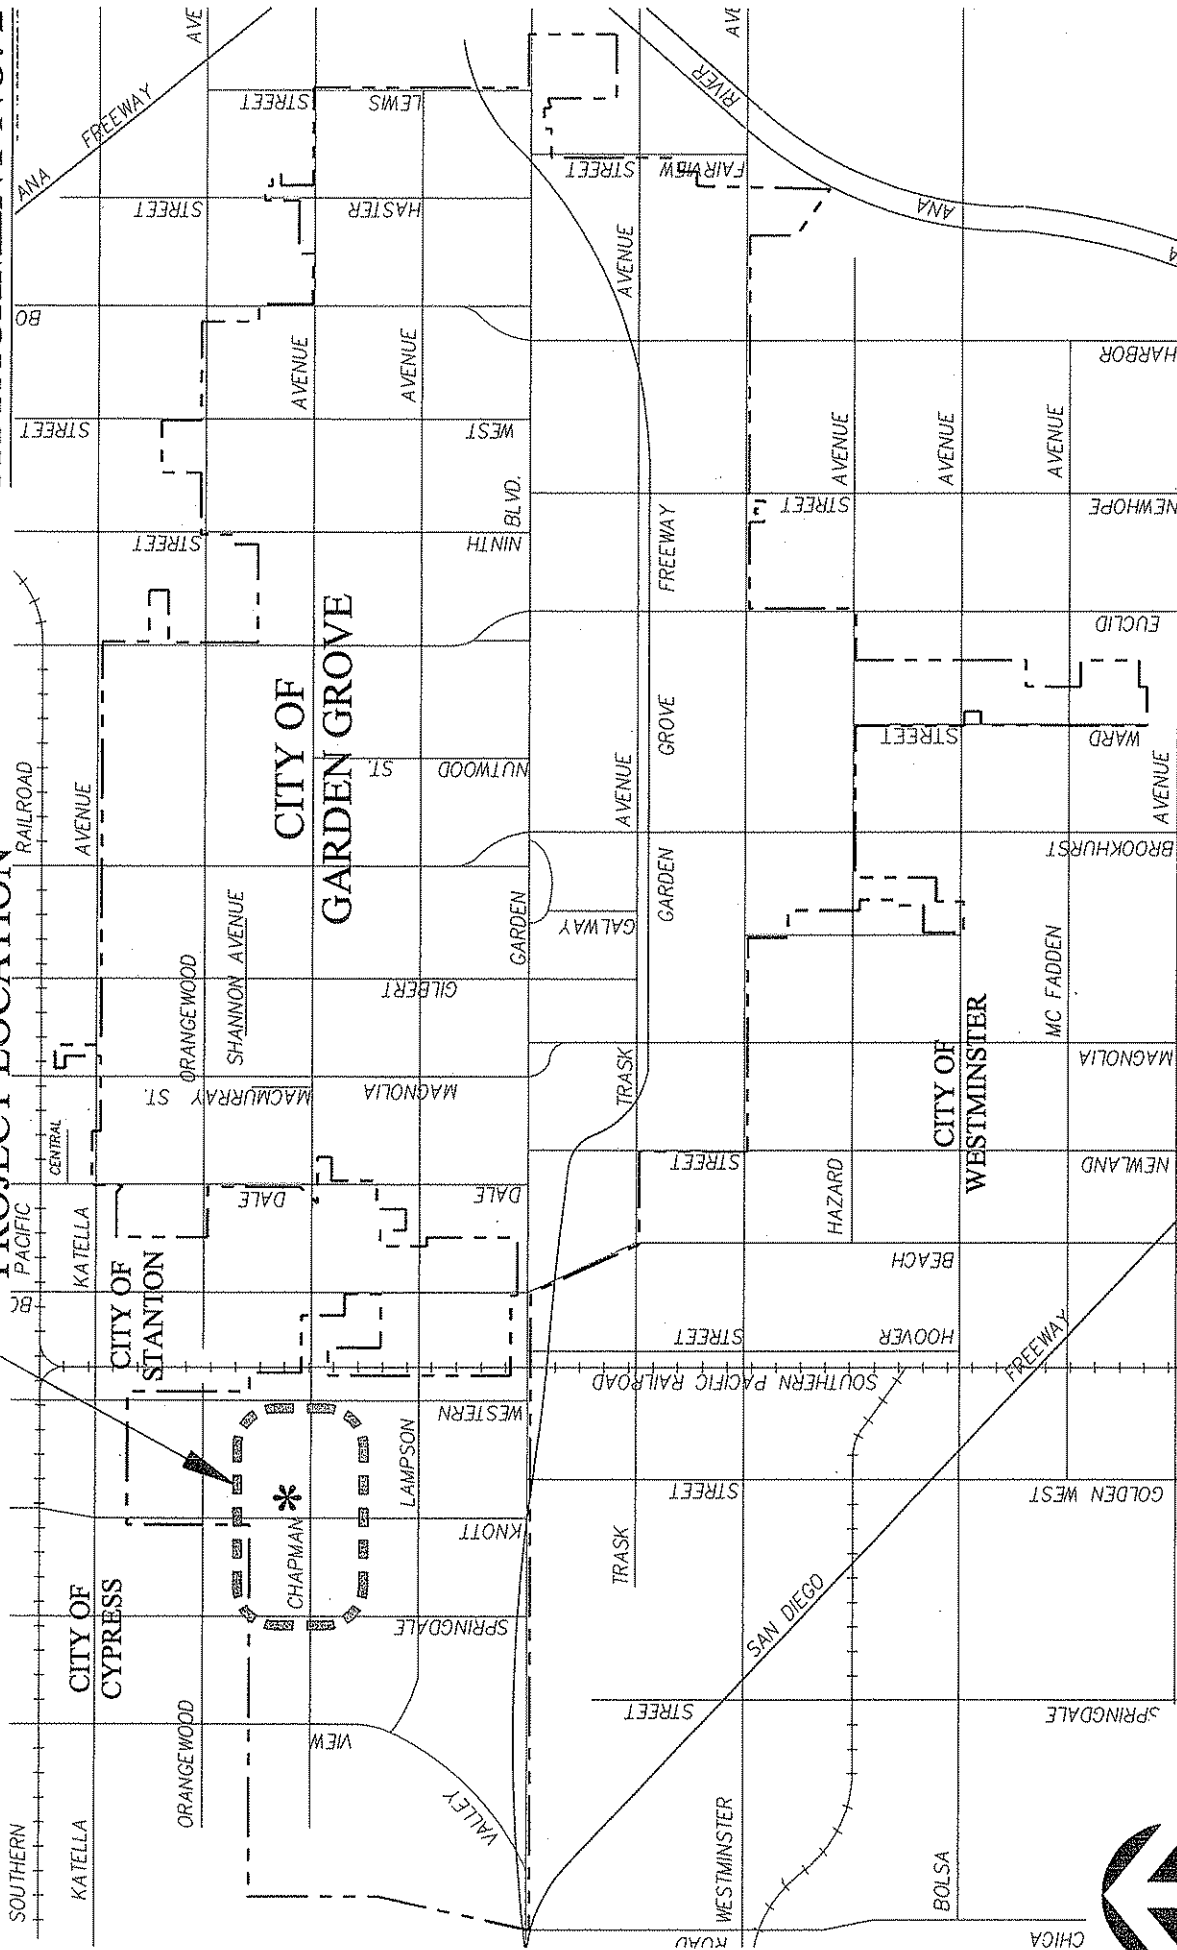 PROJECT LOCATION
SOUTHERN
PACIFIC
RAILROAD
KATELLA
KATELLA
AVENUE
CENTRAL
CITY OF
CYPRESS
CITY OF
STANTON
CITY OF
GARDEN GROVE
CITY OF
WESTMINSTER
ORANGEWOOD
ORANGEWOOD
SHANNON AVENUE
AVE
ANA
FREEWAY
CHAPMAN
*
AVENUE
LAMPSON
AVENUE
GARDEN
BLVD.
VALLEY
VIEW
SPRINGDALE
KNOTT
WESTERN
DALE
DALE
MACMURRAY ST.
MAGNOLIA
GILBERT
GALWAY
NUTWOOD
ST.
NINTH
STREET
WEST
STREET
BO
HASTER
STREET
LEWIS
STREET
TRASK
TRASK
AVENUE
AVENUE
GARDEN
GROVE
FREEWAY
FAIRVIEW
STREET
RIVER
ANA
AVE
WESTMINSTER
ROAD
HAZARD
AVENUE
BOLSA
AVENUE
MC FADDEN
AVENUE
AVENUE
CHICA
SPRINGDALE
STREET
SAN DIEGO
FREEWAY
GOLDEN WEST
STREET
SOUTHERN PACIFIC RAILROAD
HOOVER
STREET
BEACH
NEWLAND
STREET
MAGNOLIA
BROOKHURST
WARD
STREET
EUCLID
NEWHOPE
STREET
HARBOR